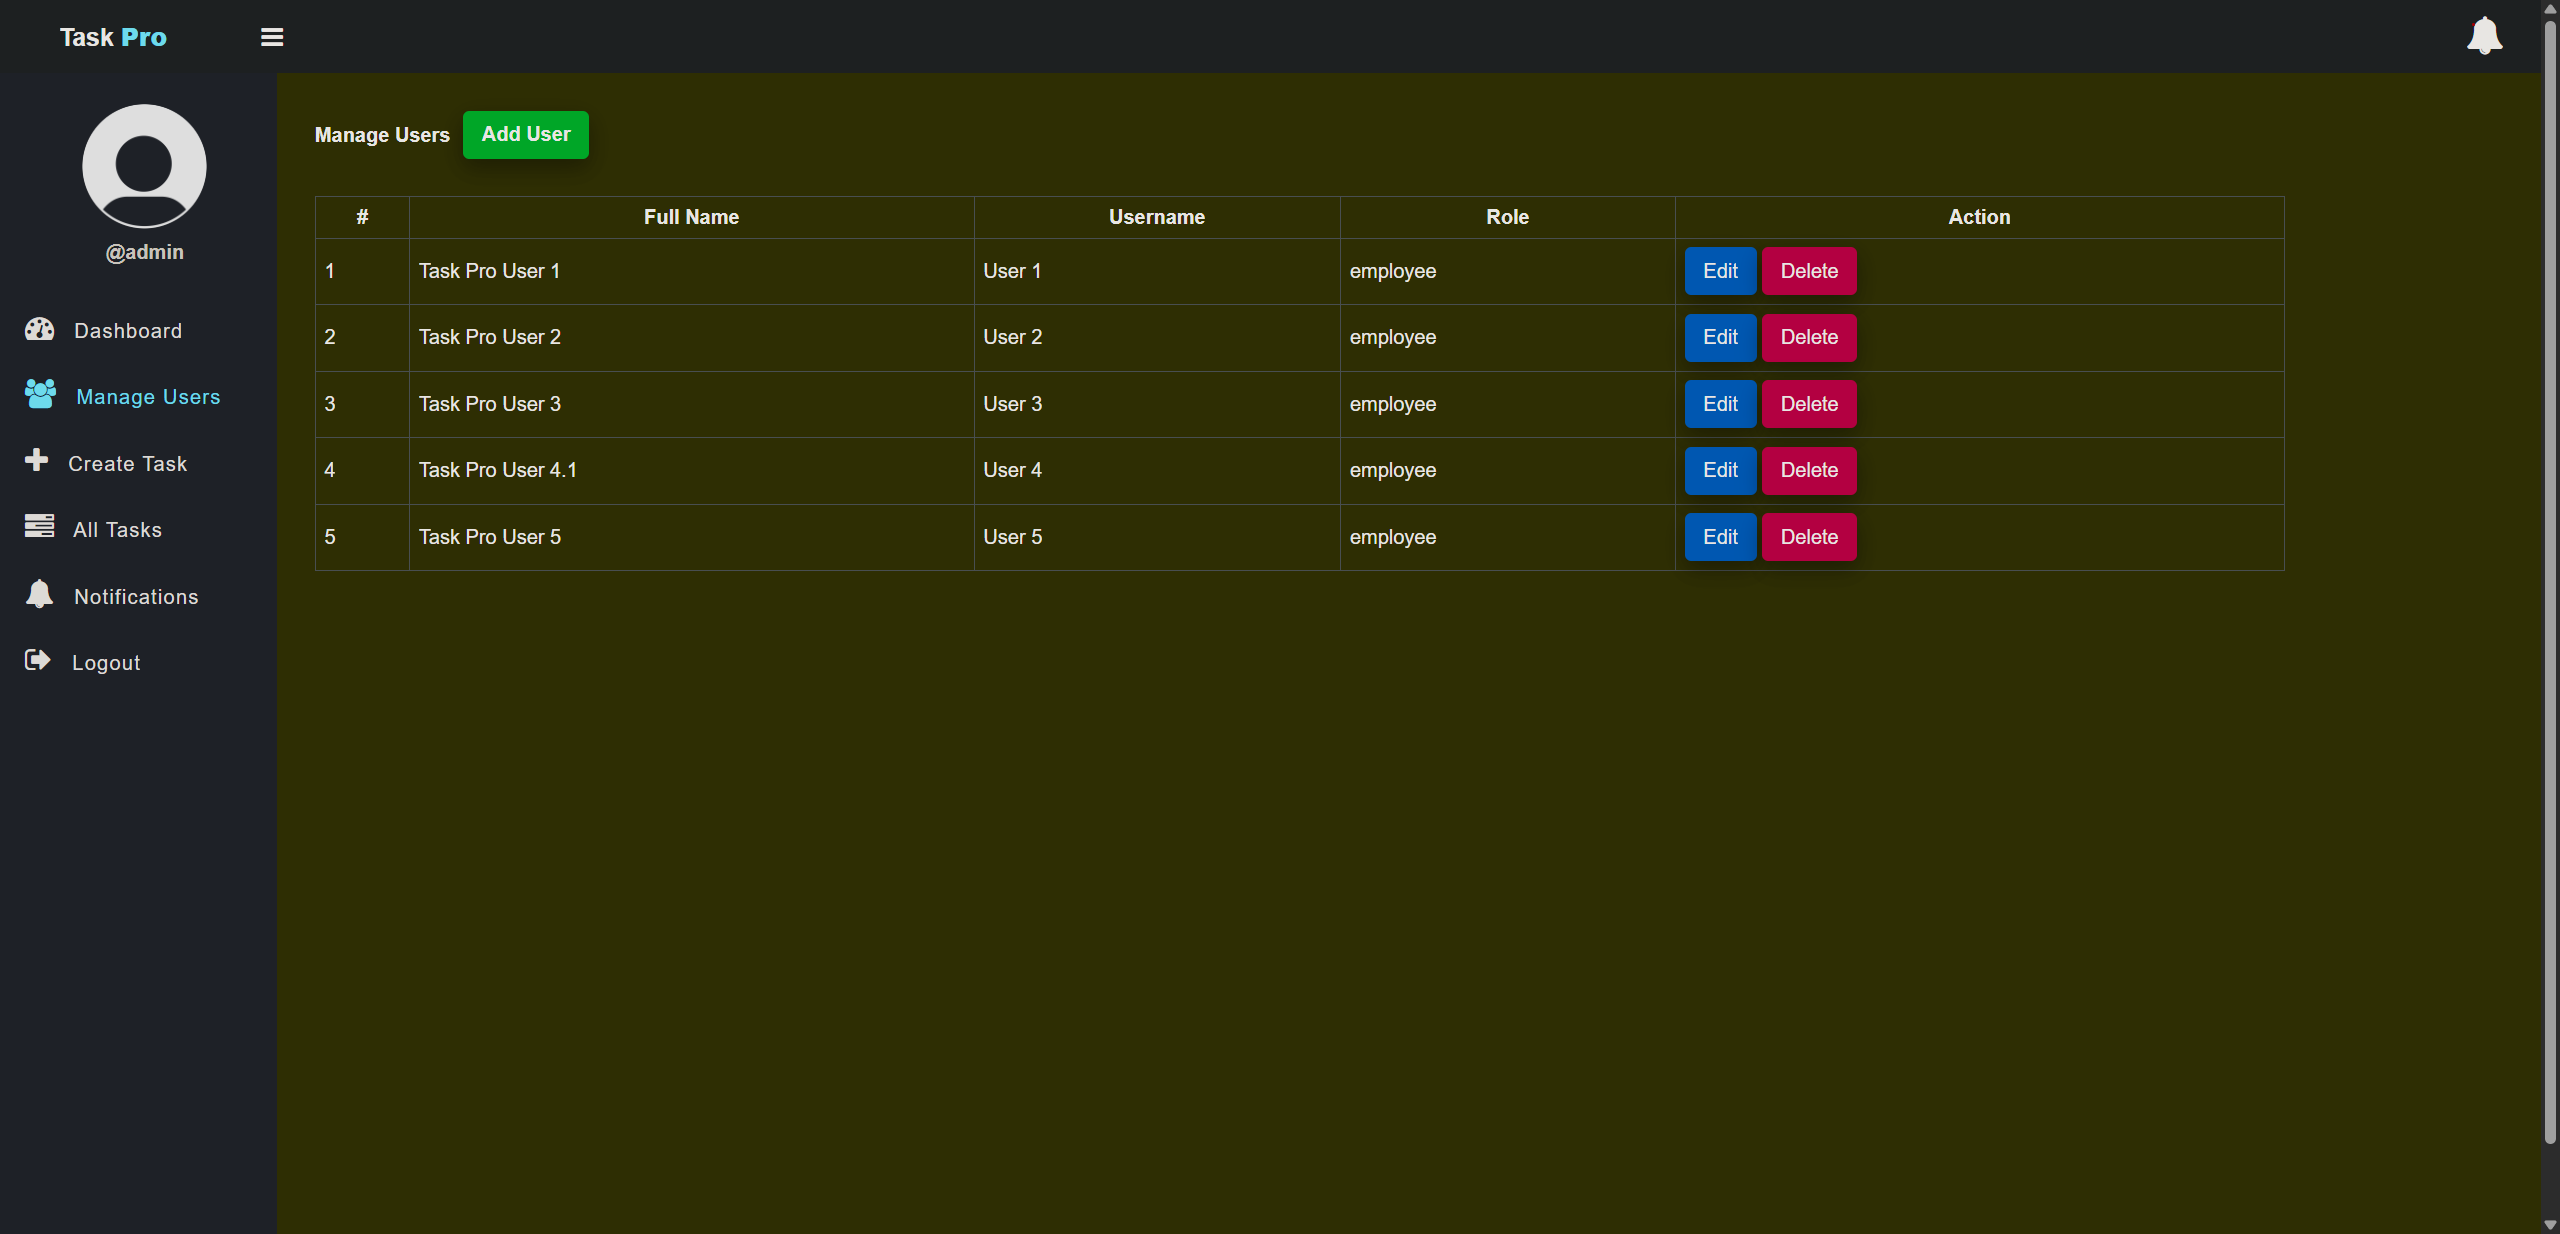 Task Pro
@admin
Dashboard
Manage Users
Create Task
All Tasks
Notifications
Logout
Manage Users Add User
# Full Name Username Role Action
1 Task Pro User 1 User 1 employee Edit Delete
2 Task Pro User 2 User 2 employee Edit Delete
3 Task Pro User 3 User 3 employee Edit Delete
4 Task Pro User 4.1 User 4 employee Edit Delete
5 Task Pro User 5 User 5 employee Edit Delete